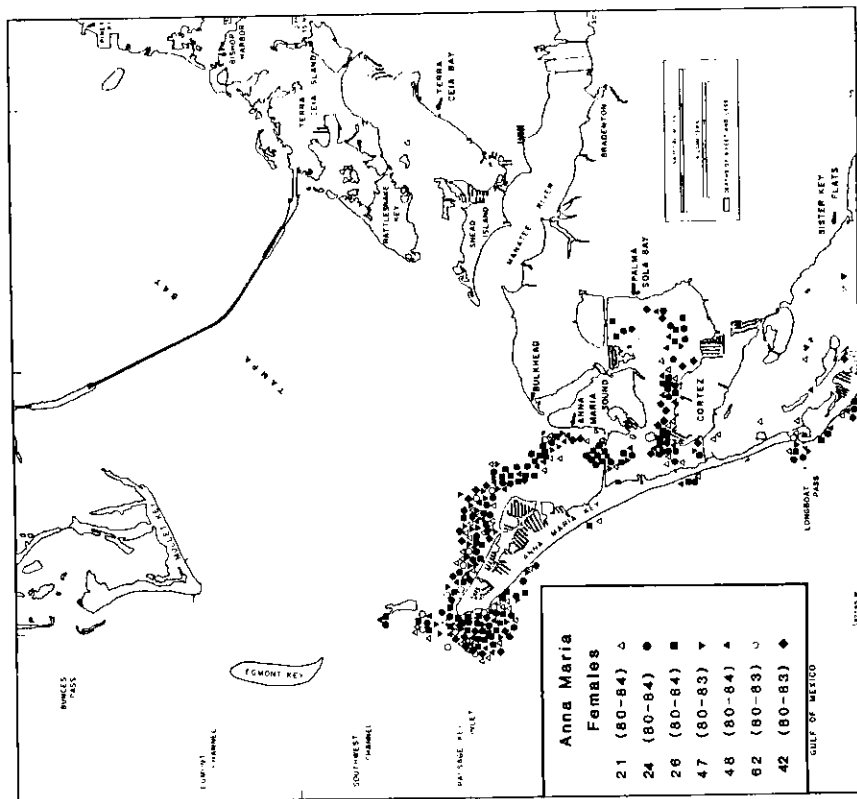 BISHOP
HARBOR
TERRA
CEIA ISLAND
TERRA
CEIA BAY
RATTLESNAKE
KEY
SNEAD
ISLAND
MANATEE RIVER
BRADENTON
TAMPA BAY
BULKHEAD
PALMA
SOLA BAY
ANNA
MARIA
SOUND
CORTEZ
SISTER KEY
FLATS
MULLET KEY
ANNA MARIA KEY
LONGBOAT
PASS
BUNCES
PASS
EGMONT KEY
SOUTHWEST
CHANNEL
GULF OF MEXICO
Anna Maria
Females
21 (80-84) △
24 (80-84) ●
26 (80-84) ■
47 (80-83) ▼
48 (80-84) ▲
62 (80-83) ○
42 (80-83) ◆